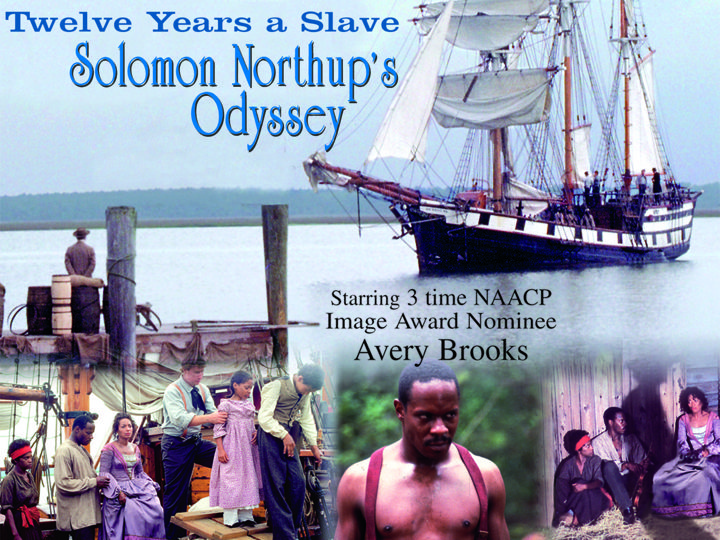 Twelve Years a Slave
Solomon Northup's
Odyssey
Starring 3 time NAACP
Image Award Nominee
Avery Brooks